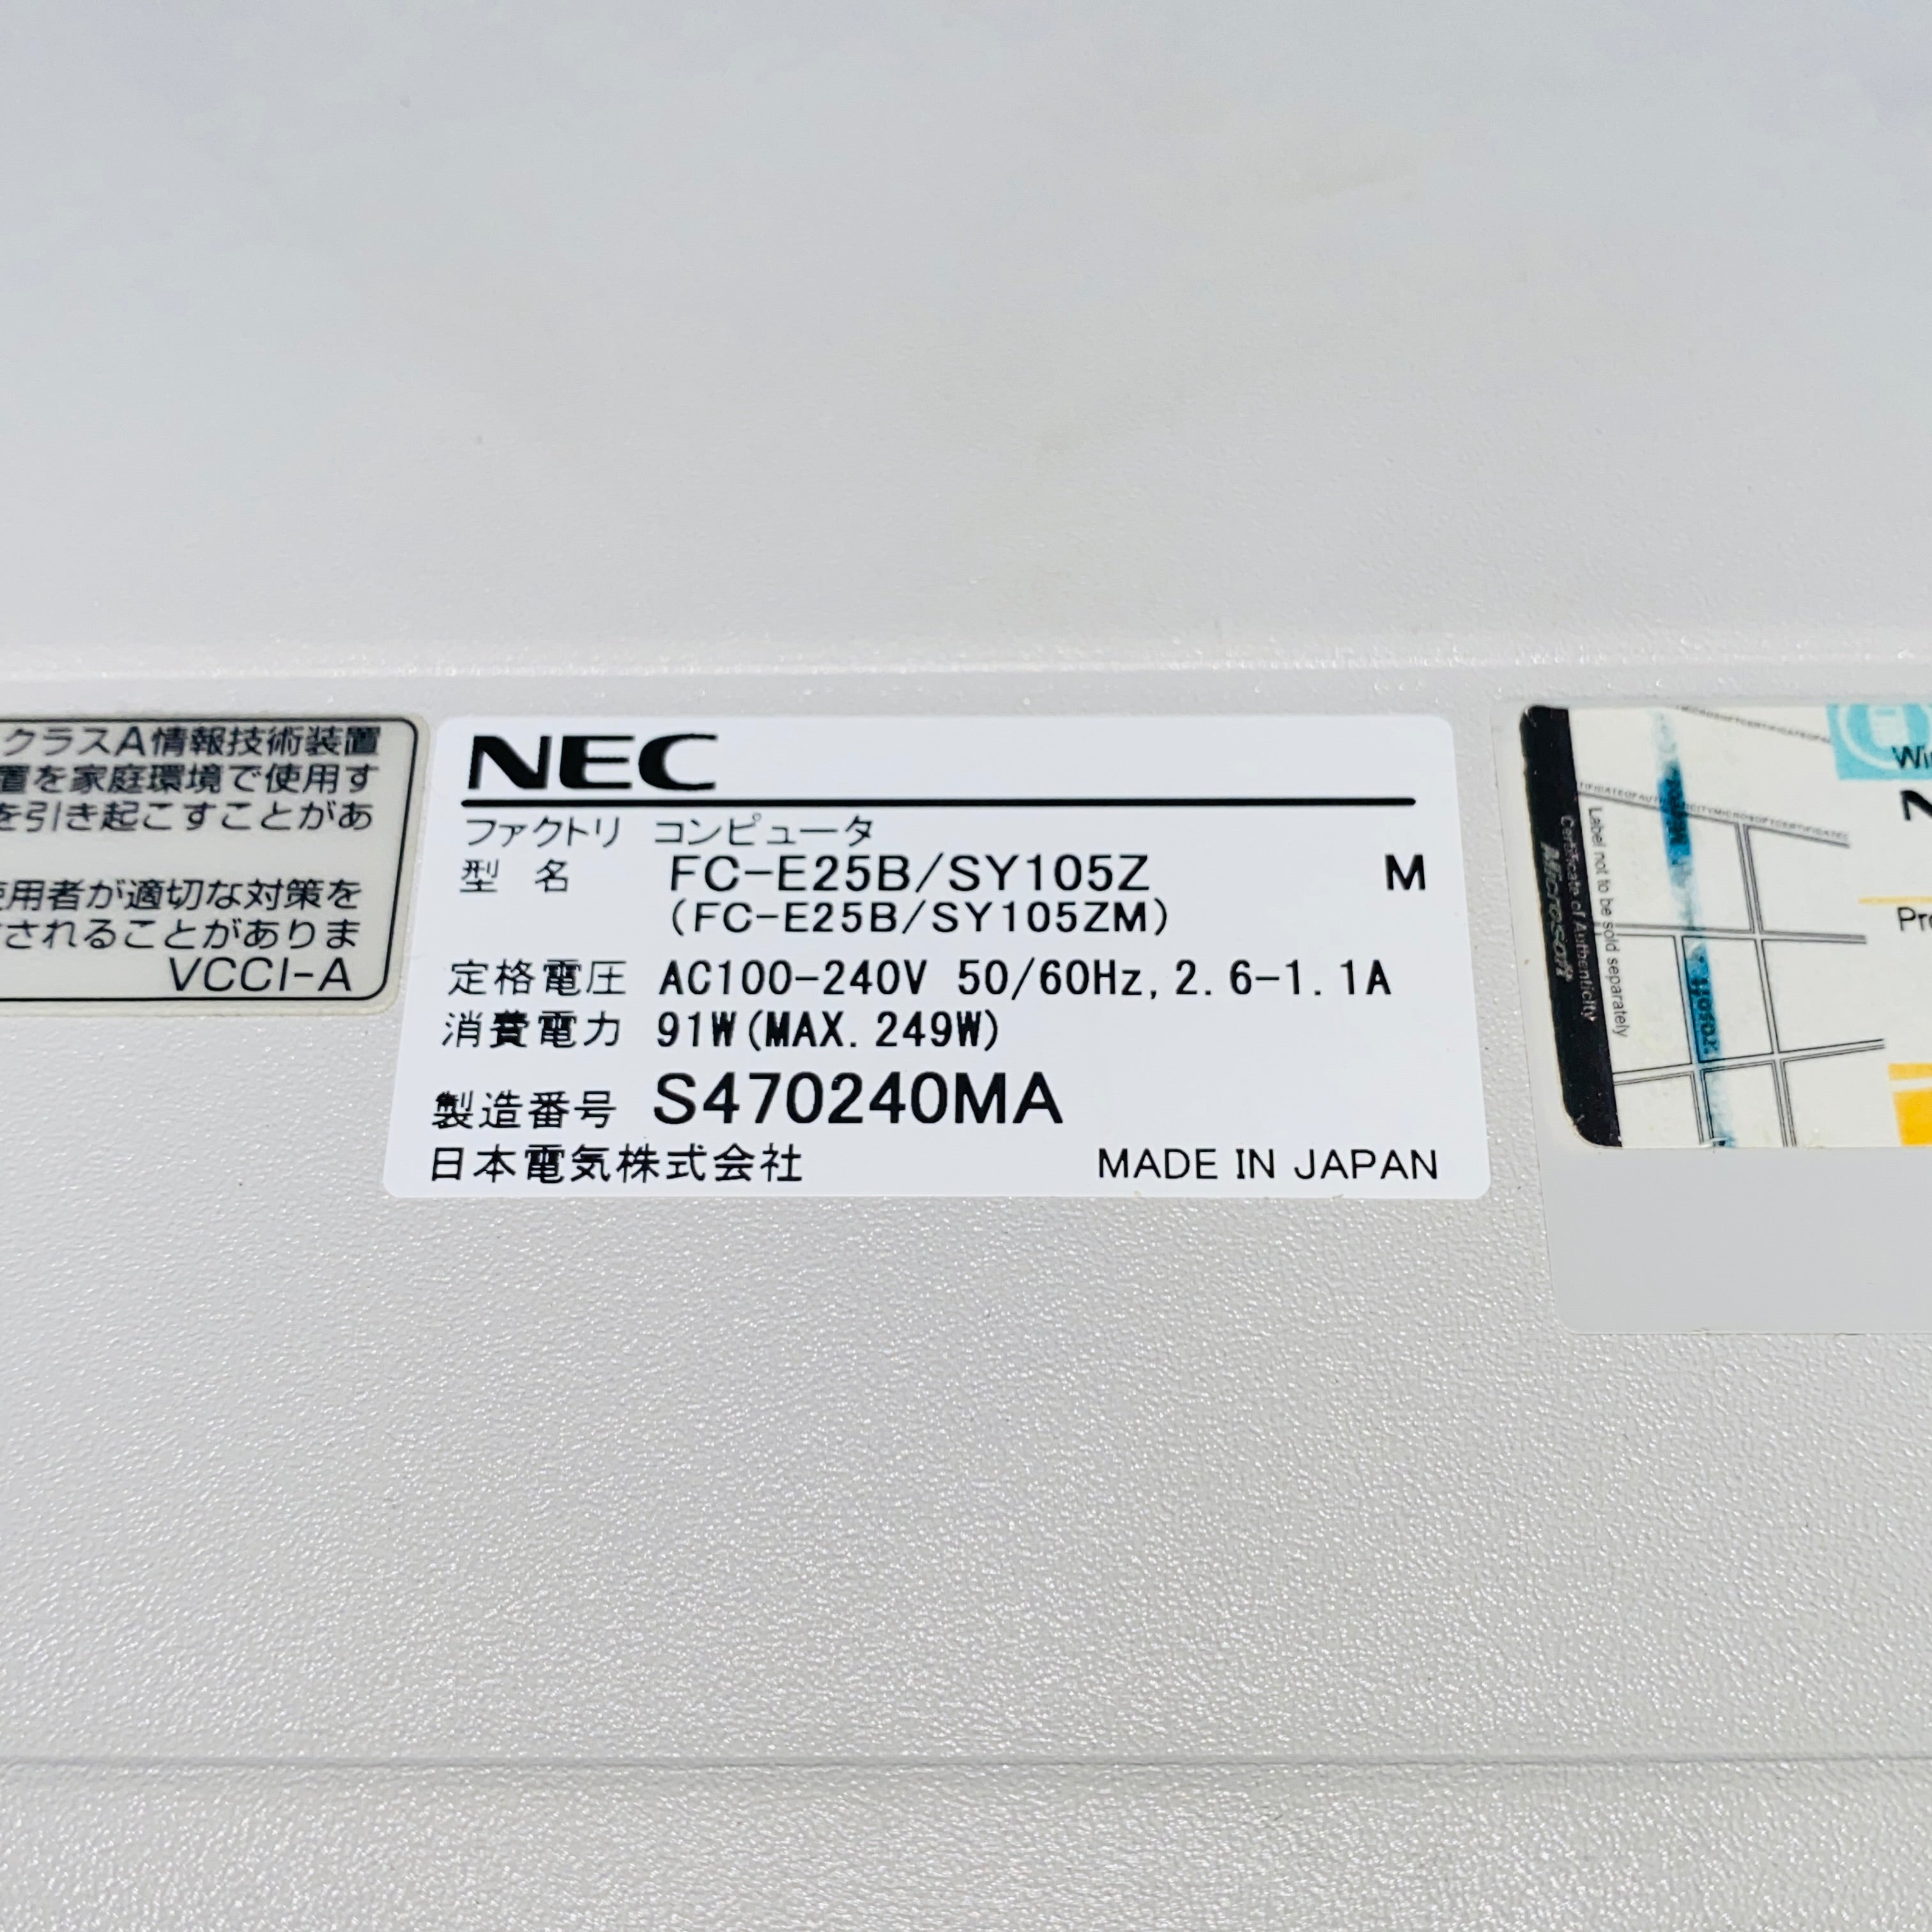 クラスA情報技術装置
置を家庭環境で使用す
を引き起こすことがあ
使用者が適切な対策を
されることがありま
VCCI-A
NEC
ファクトリ コンピュータ
型 名 FC-E25B/SY105Z M
(FC-E25B/SY105ZM)
定格電圧 AC100-240V 50/60Hz, 2.6-1.1A
消費電力 91W(MAX. 249W)
製造番号 S470240MA
日本電気株式会社 MADE IN JAPAN
Label not to be sold separately
Certificate of Authenticity
Microsoft
Wi
N
Pr